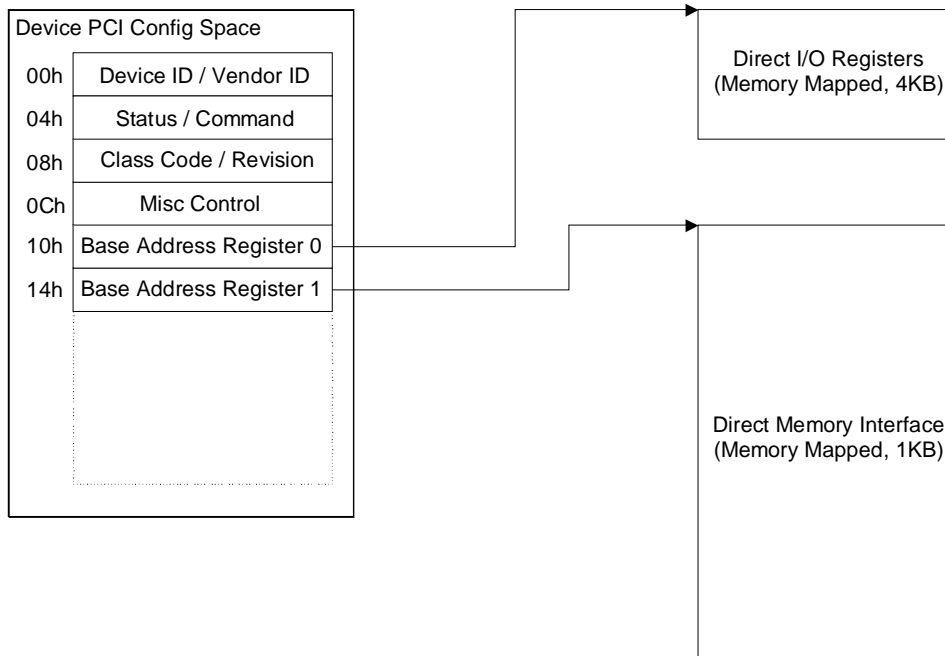 Device PCI Config Space
00h Device ID / Vendor ID
04h Status / Command
08h Class Code / Revision
0Ch Misc Control
10h Base Address Register 0
14h Base Address Register 1
Direct I/O Registers
(Memory Mapped, 4KB)
Direct Memory Interface
(Memory Mapped, 1KB)